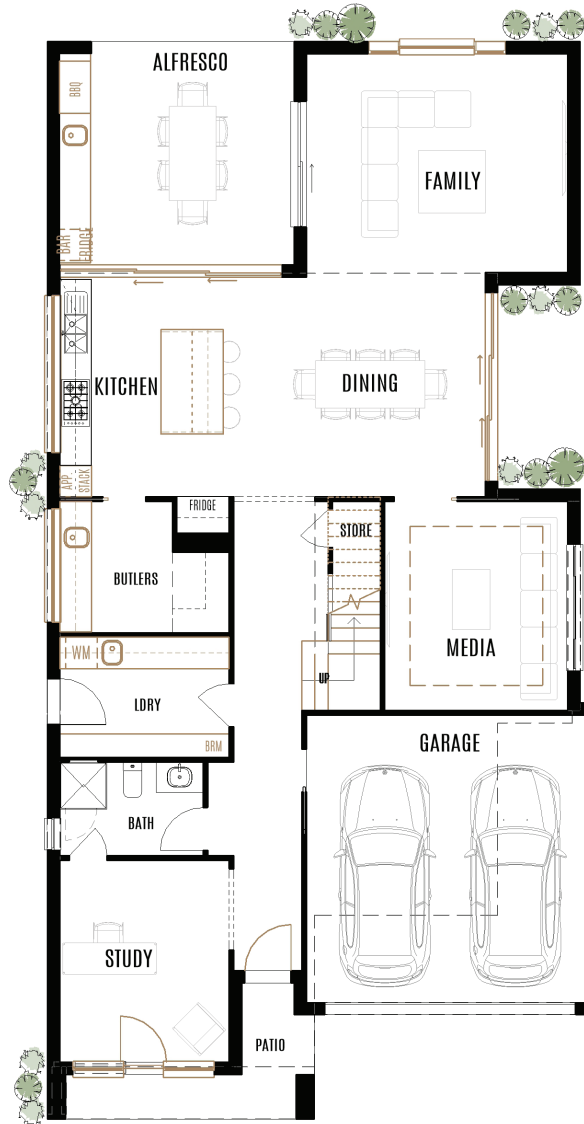 ALFRESCO
BBQ
FAMILY
BAR
FRIDGE
KITCHEN
DINING
APP
STACK
FRIDGE
STORE
BUTLERS
MEDIA
WM
UP
LDRY
BRM
GARAGE
BATH
STUDY
PATIO